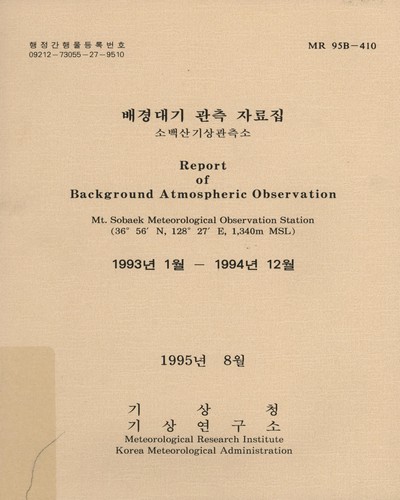 행정간행물등록번호
09212-73055-27-9510
MR 95B-410
배경대기 관측 자료집
소백산기상관측소
Report
of
Background Atmospheric Observation
Mt. Sobaek Meteorological Observation Station
(36° 56′ N, 128° 27′ E, 1,340m MSL)
1993년 1월 - 1994년 12월
1995년 8월
기 상 청
기 상 연 구 소
Meteorological Research Institute
Korea Meteorological Administration